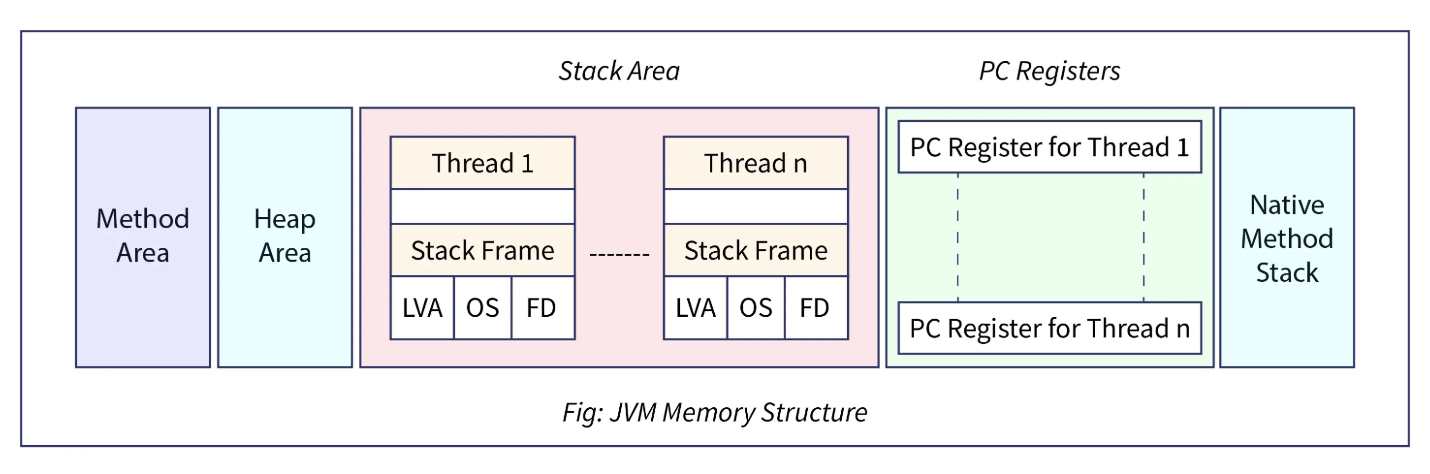 Stack Area
PC Registers
Method
Area
Heap
Area
Thread 1
Stack Frame
LVA OS FD
-------
Thread n
Stack Frame
LVA OS FD
PC Register for Thread 1
PC Register for Thread n
Native
Method
Stack
Fig: JVM Memory Structure